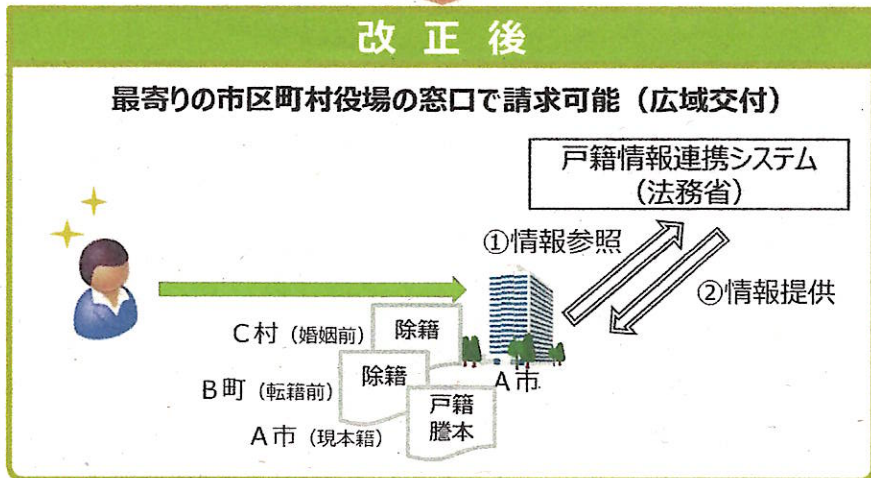 改正後
最寄りの市区町村役場の窓口で請求可能（広域交付）
戸籍情報連携システム
（法務省）
①情報参照
②情報提供
C村（婚姻前）
除籍
B町（転籍前）
除籍
A市
A市（現本籍）
戸籍
謄本